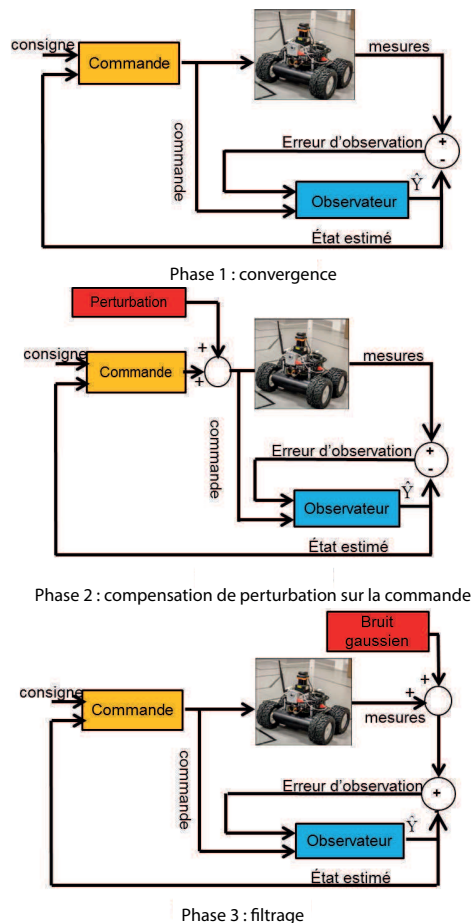 consigne
Commande
mesures
commande
Erreur d'observation
+
-
Observateur
Ŷ
État estimé
Phase 1 : convergence
Perturbation
consigne
+
Commande
+
mesures
commande
Erreur d'observation
+
-
Observateur
Ŷ
État estimé
Phase 2 : compensation de perturbation sur la commande
Bruit
gaussien
consigne
+
+
Commande
mesures
commande
Erreur d'observation
+
Observateur
Ŷ
État estimé
Phase 3 : filtrage